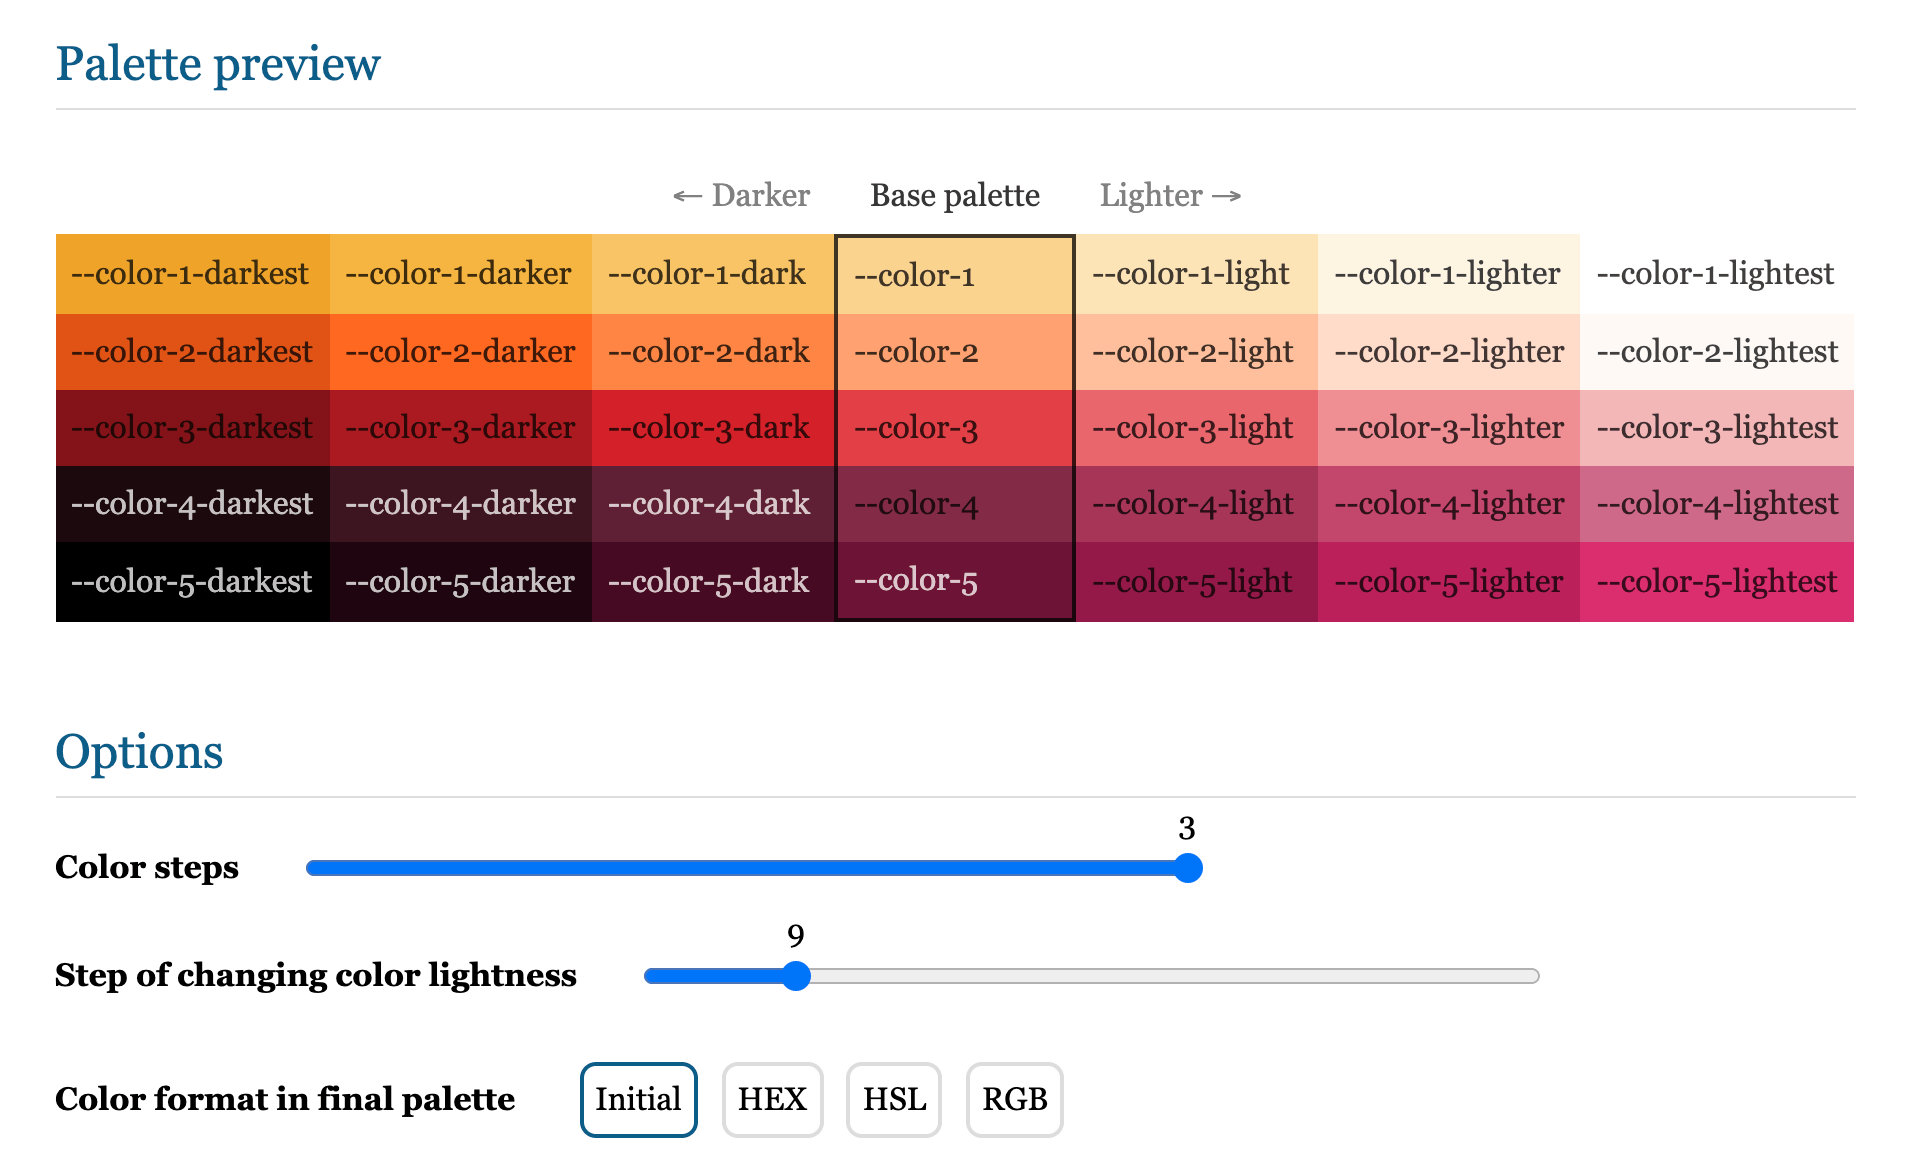 Palette preview
← Darker Base palette Lighter →
--color-1-darkest --color-1-darker --color-1-dark --color-1 --color-1-light --color-1-lighter --color-1-lightest
--color-2-darkest --color-2-darker --color-2-dark --color-2 --color-2-light --color-2-lighter --color-2-lightest
--color-3-darkest --color-3-darker --color-3-dark --color-3 --color-3-light --color-3-lighter --color-3-lightest
--color-4-darkest --color-4-darker --color-4-dark --color-4 --color-4-light --color-4-lighter --color-4-lightest
--color-5-darkest --color-5-darker --color-5-dark --color-5 --color-5-light --color-5-lighter --color-5-lightest
Options
3
Color steps
9
Step of changing color lightness
Color format in final palette Initial HEX HSL RGB